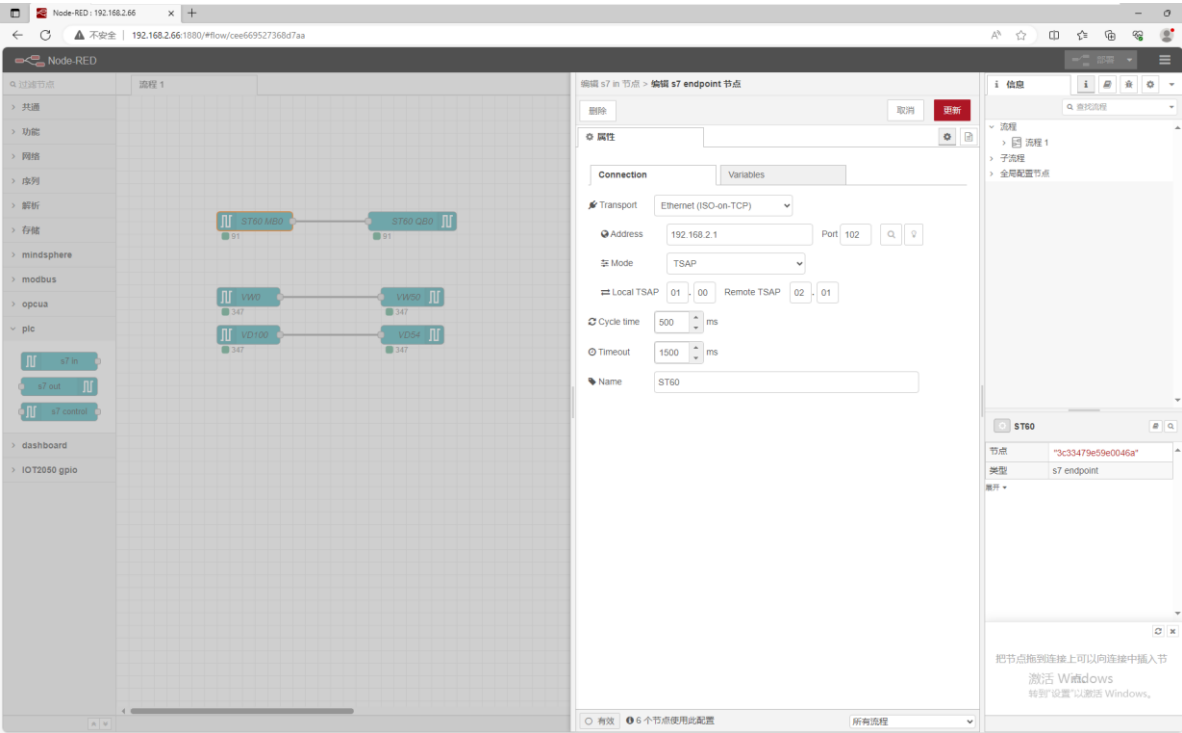 Node-RED : 192.168.2.66
不安全 | 192.168.2.66:1880/#flow/cee669527368d7aa
Node-RED
部署
过滤节点
共通
功能
网络
序列
解析
存储
mindsphere
modbus
opcua
plc
s7 in
s7 out
s7 control
dashboard
IOT2050 gpio
流程 1
ST60 MB0
91
ST60 QB0
91
VW0
347
VW50
347
VD100
347
VD54
347
编辑 s7 in 节点 > 编辑 s7 endpoint 节点
删除
取消
更新
属性
Connection
Variables
Transport
Ethernet (ISO-on-TCP)
Address
192.168.2.1
Port
102
Mode
TSAP
Local TSAP
01 . 00
Remote TSAP
02 . 01
Cycle time
500
ms
Timeout
1500
ms
Name
ST60
有效
6 个节点使用此配置
所有流程
信息
查找流程
流程
流程 1
子流程
全局配置节点
ST60
节点
"3c33479e59e0046a"
类型
s7 endpoint
展开
把节点拖到连接上可以向连接中插入节点
激活 Windows
转到"设置"以激活 Windows。